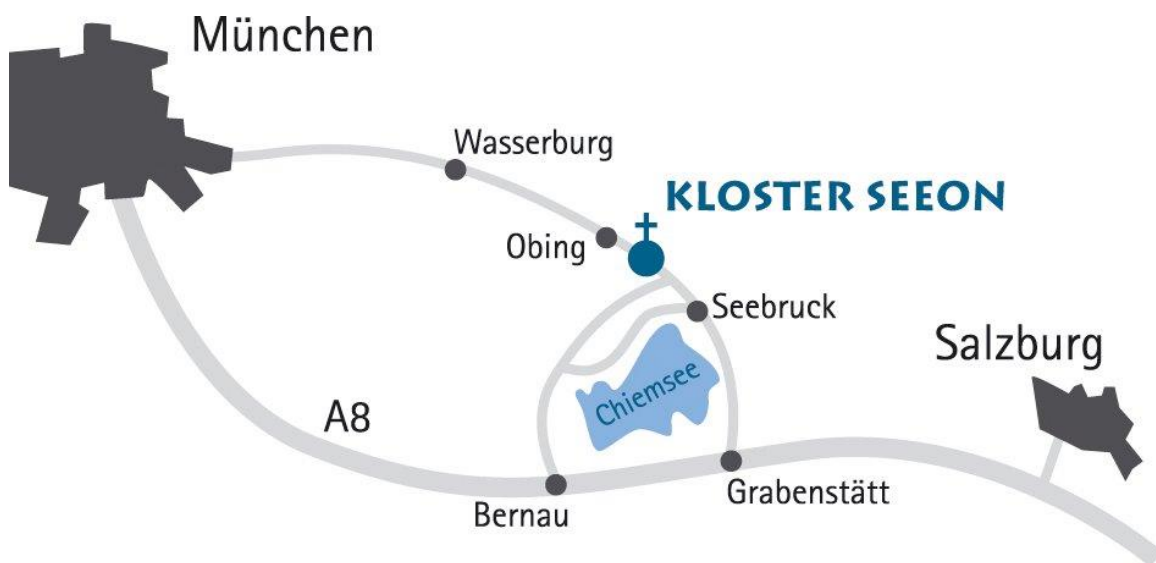 München
Wasserburg
KLOSTER SEEON
Obing
Seebruck
Salzburg
Chiemsee
A8
Grabenstätt
Bernau